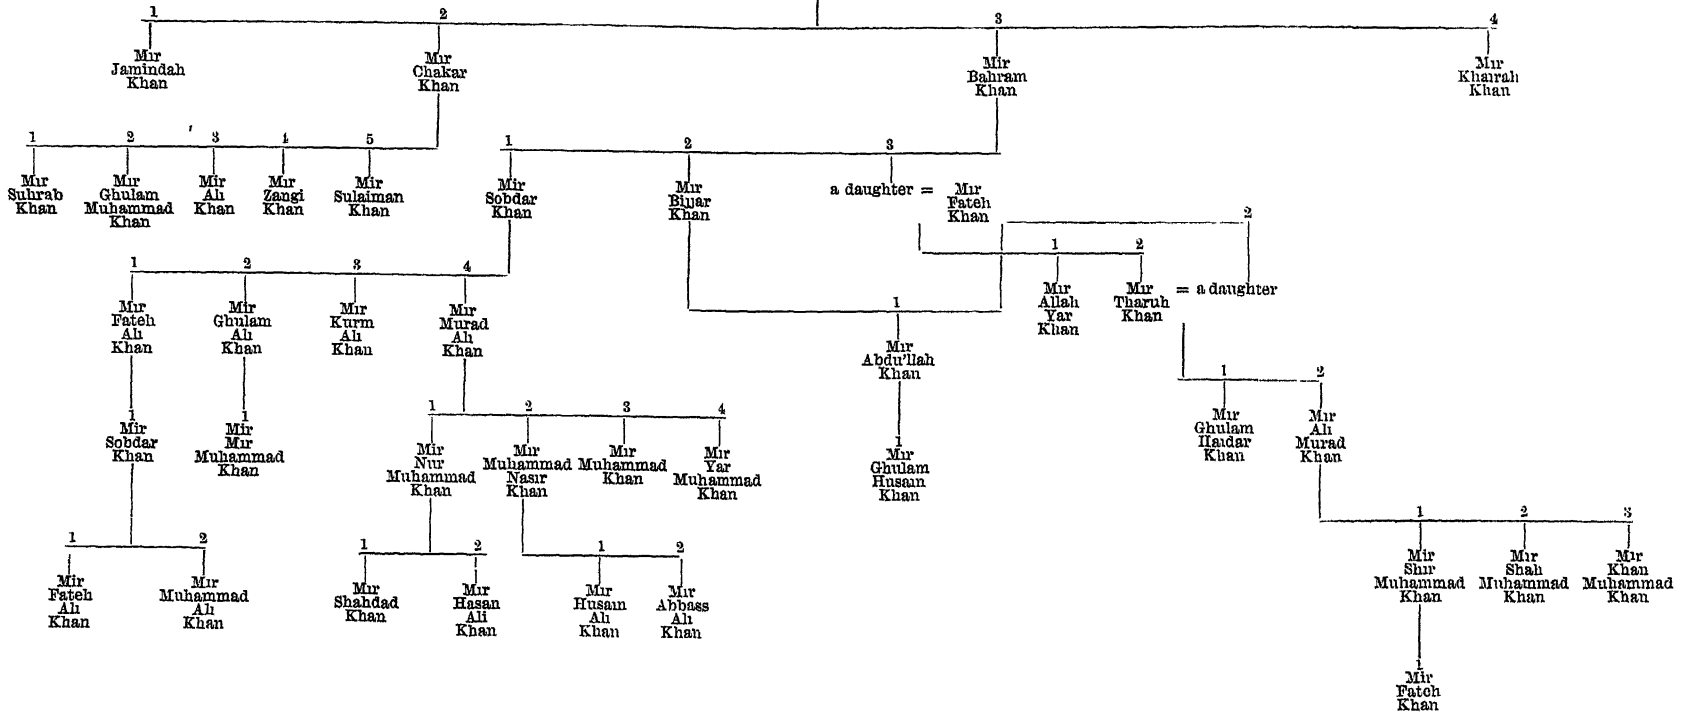 1 2 3 4
Mir
Jamindah
Khan
Mir
Chakar
Khan
Mir
Bahram
Khan
Mir
Khairah
Khan
1 2 3 4 5
Mir
Suhrab
Khan
Mir
Ghulam
Muhammad
Khan
Mir
Ali
Khan
Mir
Zangi
Khan
Mir
Sulaiman
Khan
1 2 3
Mir
Sobdar
Khan
Mir
Bijar
Khan
a daughter = Mir
Fateh
Khan
2
1 2
Mir
Allah
Yar
Khan
Mir
Tharuh
Khan
= a daughter
1 2 3 4
Mir
Fateh
Ali
Khan
Mir
Ghulam
Ali
Khan
Mir
Kurm
Ali
Khan
Mir
Murad
Ali
Khan
1
Mir
Abdu'llah
Khan
1 2
Mir
Ghulam
Haidar
Khan
Mir
Ali
Murad
Khan
1
Mir
Sobdar
Khan
1
Mir
Mir
Muhammad
Khan
1 2 3 4
Mir
Nur
Muhammad
Khan
Mir
Muhammad
Nasir
Khan
Mir
Muhammad
Khan
Mir
Yar
Muhammad
Khan
1
Mir
Ghulam
Husain
Khan
1 2 3
Mir
Shir
Muhammad
Khan
Mir
Shah
Muhammad
Khan
Mir
Khan
Muhammad
Khan
1 2
Mir
Fateh
Ali
Khan
Mir
Muhammad
Ali
Khan
1 2
Mir
Shahdad
Khan
Mir
Hasan
Ali
Khan
1 2
Mir
Husain
Ali
Khan
Mir
Abbass
Ali
Khan
1
Mir
Fateh
Khan